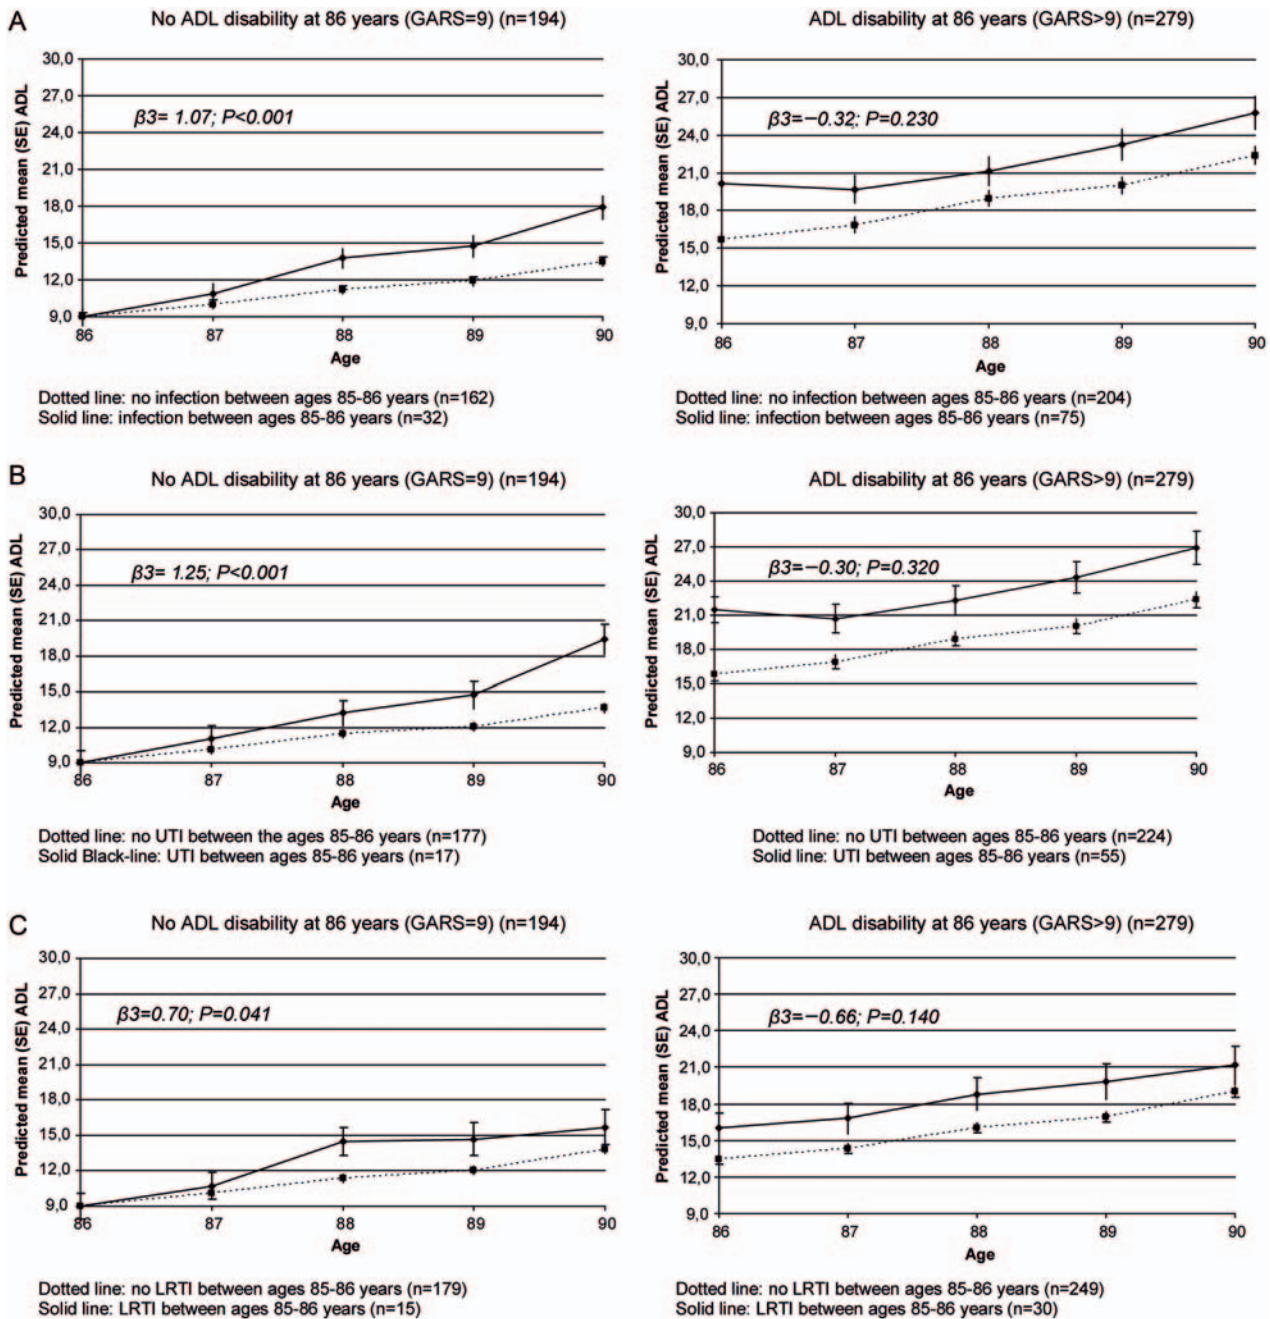 A
No ADL disability at 86 years (GARS=9) (n=194)
Predicted mean (SE) ADL
30,0
27,0
24,0
21,0
18,0
15,0
12,0
9,0
β3= 1.07; P<0.001
86 87 88 89 90
Age
Dotted line: no infection between ages 85-86 years (n=162)
Solid line: infection between ages 85-86 years (n=32)
ADL disability at 86 years (GARS>9) (n=279)
Predicted mean (SE) ADL
30,0
27,0
24,0
21,0
18,0
15,0
12,0
9,0
β3=−0.32; P=0.230
86 87 88 89 90
Age
Dotted line: no infection between ages 85-86 years (n=204)
Solid line: infection between ages 85-86 years (n=75)
B
No ADL disability at 86 years (GARS=9) (n=194)
Predicted mean (SE) ADL
30,0
27,0
24,0
21,0
18,0
15,0
12,0
9,0
β3= 1.25; P<0.001
86 87 88 89 90
Age
Dotted line: no UTI between the ages 85-86 years (n=177)
Solid Black-line: UTI between ages 85-86 years (n=17)
ADL disability at 86 years (GARS>9) (n=279)
Predicted mean (SE) ADL
30,0
27,0
24,0
21,0
18,0
15,0
12,0
9,0
β3=−0.30; P=0.320
86 87 88 89 90
Age
Dotted line: no UTI between ages 85-86 years (n=224)
Solid line: UTI between ages 85-86 years (n=55)
C
No ADL disability at 86 years (GARS=9) (n=194)
Predicted mean (SE) ADL
30,0
27,0
24,0
21,0
18,0
15,0
12,0
9,0
β3=0.70; P=0.041
86 87 88 89 90
Age
Dotted line: no LRTI between ages 85-86 years (n=179)
Solid line: LRTI between ages 85-86 years (n=15)
ADL disability at 86 years (GARS>9) (n=279)
Predicted mean (SE) ADL
30,0
27,0
24,0
21,0
18,0
15,0
12,0
9,0
β3=−0.66; P=0.140
86 87 88 89 90
Age
Dotted line: no LRTI between ages 85-86 years (n=249)
Solid line: LRTI between ages 85-86 years (n=30)